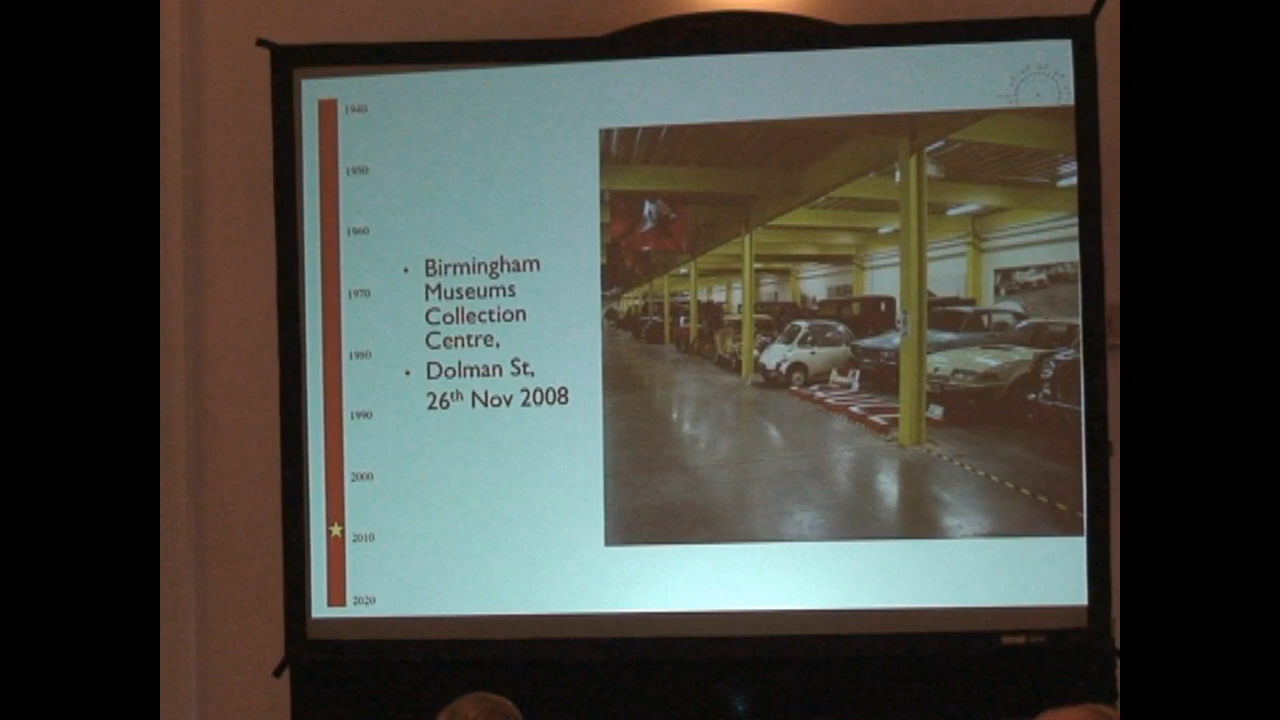 1940
1950
1960
1970
1980
1990
2000
2010
2020
• Birmingham
Museums
Collection
Centre,
• Dolman St,
26th Nov 2008